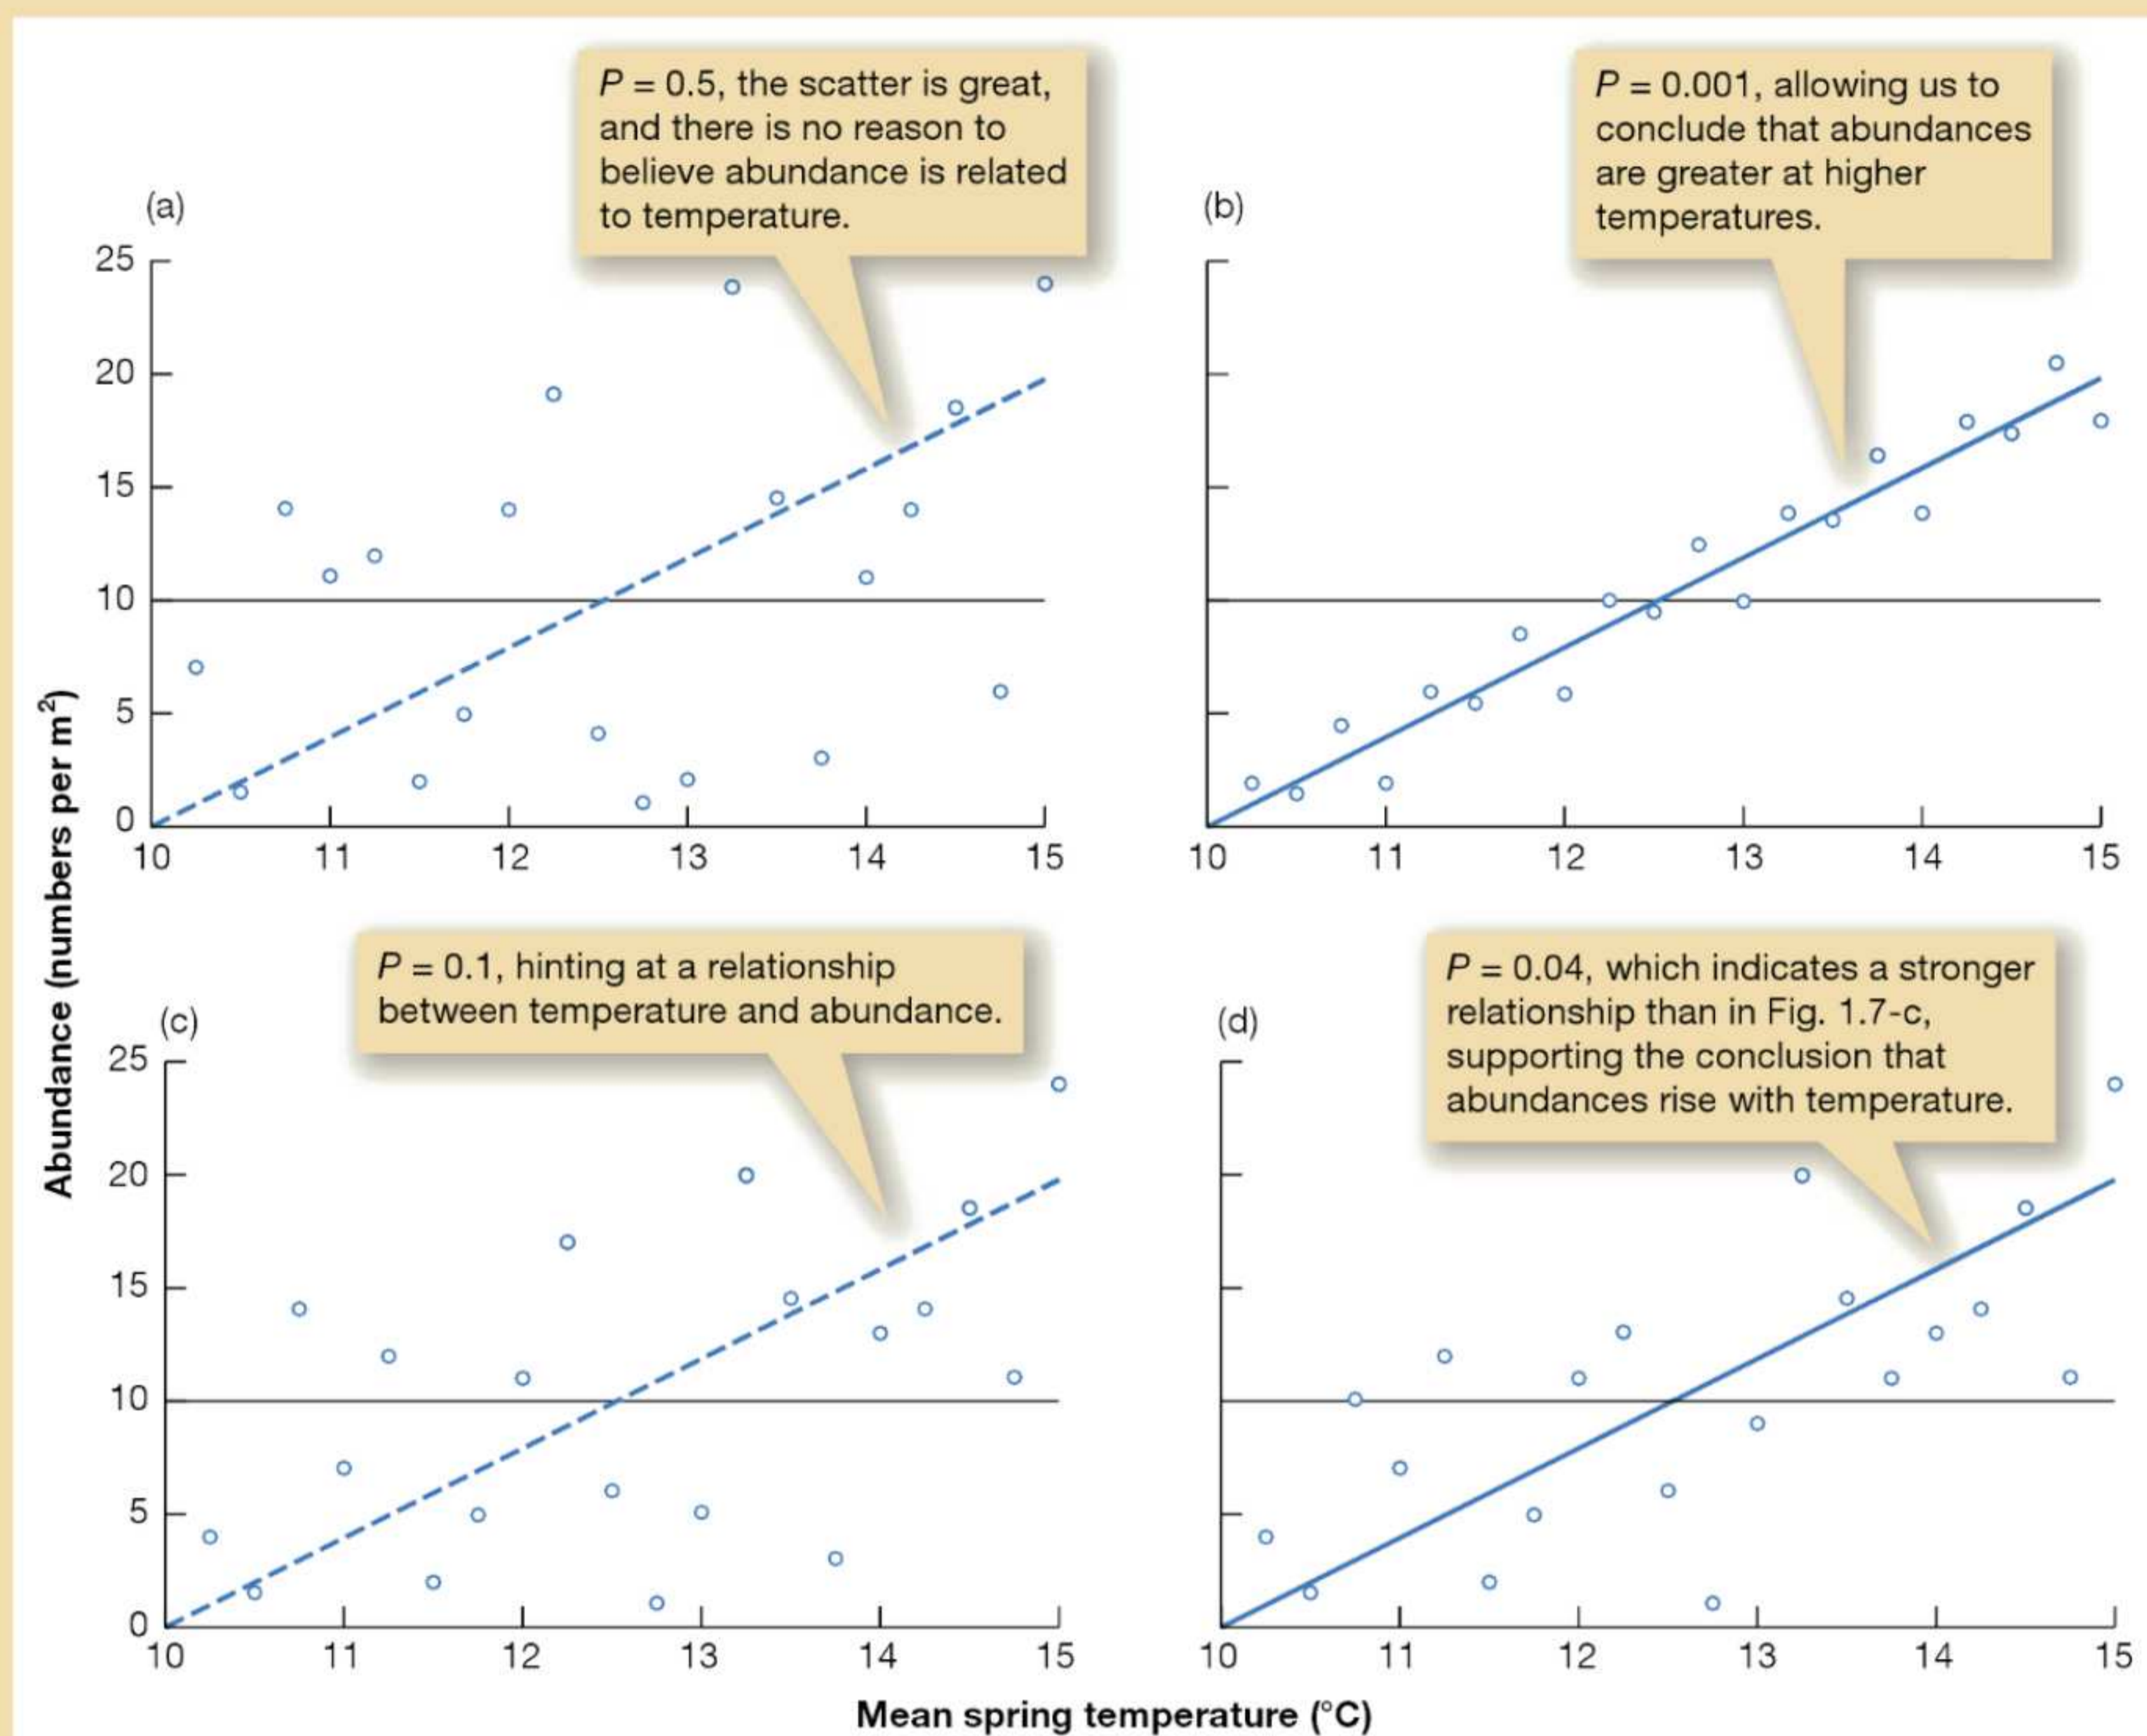 P = 0.5, the scatter is great,
and there is no reason to
believe abundance is related
to temperature.
P = 0.001, allowing us to
conclude that abundances
are greater at higher
temperatures.
(a)
25
20
15
10
5
0
10 11 12 13 14 15
(b)
10 11 12 13 14 15
Abundance (numbers per m²)
P = 0.1, hinting at a relationship
between temperature and abundance.
P = 0.04, which indicates a stronger
relationship than in Fig. 1.7-c,
supporting the conclusion that
abundances rise with temperature.
(c)
25
20
15
10
5
0
10 11 12 13 14 15
(d)
10 11 12 13 14 15
Mean spring temperature (°C)